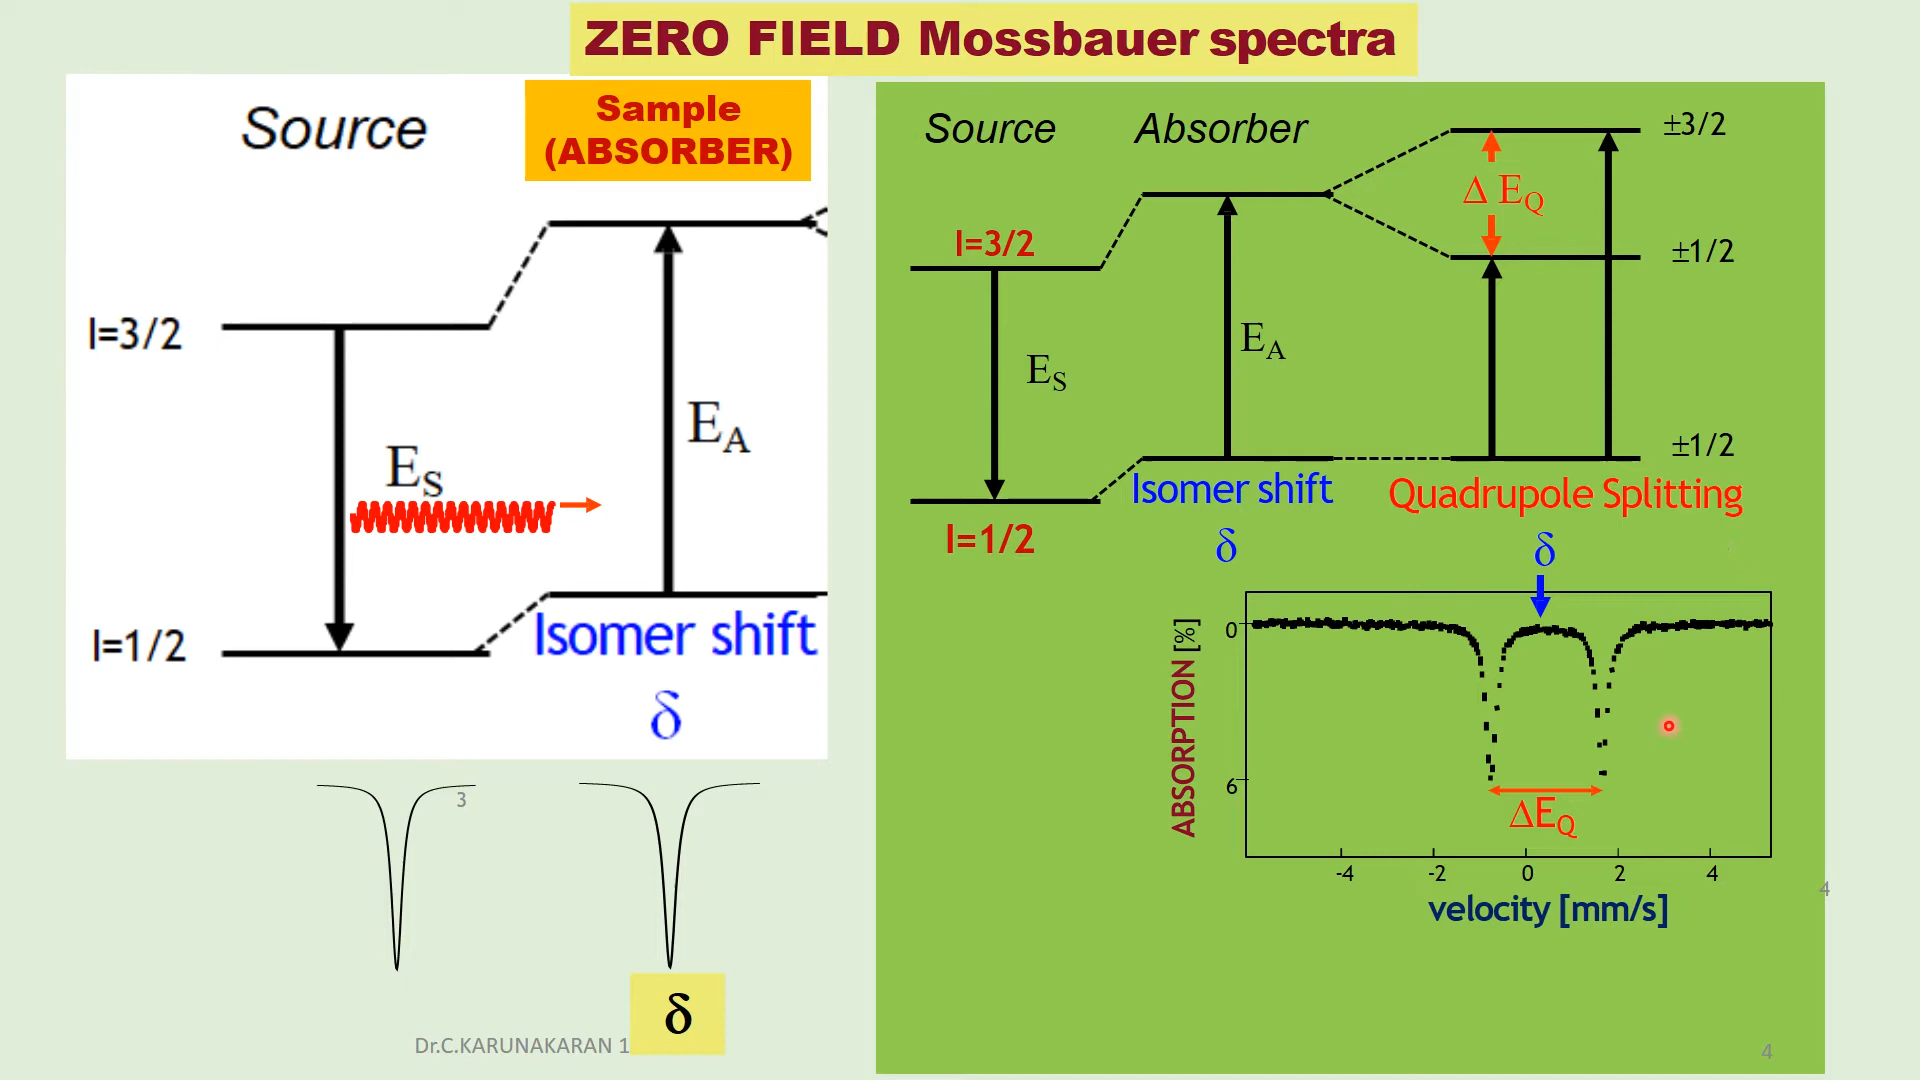 ZERO FIELD Mossbauer spectra
Source
Sample
(ABSORBER)
I=3/2
E_S
E_A
I=1/2
Isomer shift
δ
3
δ
Dr.C.KARUNAKARAN 1
Source
Absorber
±3/2
Δ E_Q
I=3/2
±1/2
E_A
E_S
±1/2
Isomer shift
Quadrupole Splitting
I=1/2
δ
δ
ABSORPTION [%]
0
6
ΔE_Q
-4 -2 0 2 4
velocity [mm/s]
4
4